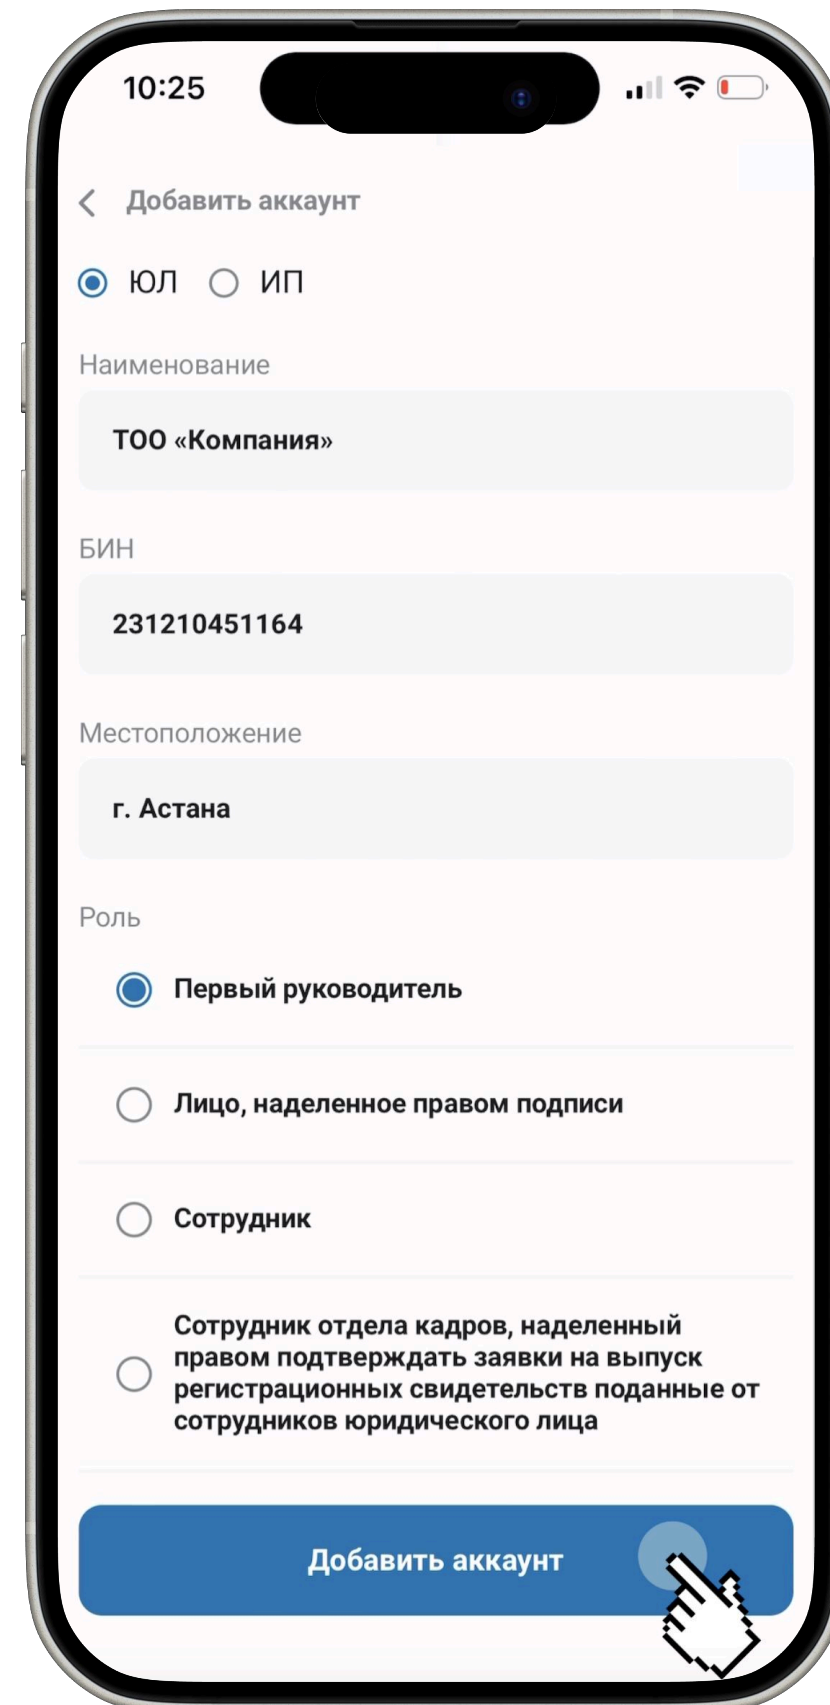 10:25
Добавить аккаунт
ЮЛ ИП
Наименование
ТОО «Компания»
БИН
231210451164
Местоположение
г. Астана
Роль
Первый руководитель
Лицо, наделенное правом подписи
Сотрудник
Сотрудник отдела кадров, наделенный
правом подтверждать заявки на выпуск
регистрационных свидетельств поданные от
сотрудников юридического лица
Добавить аккаунт